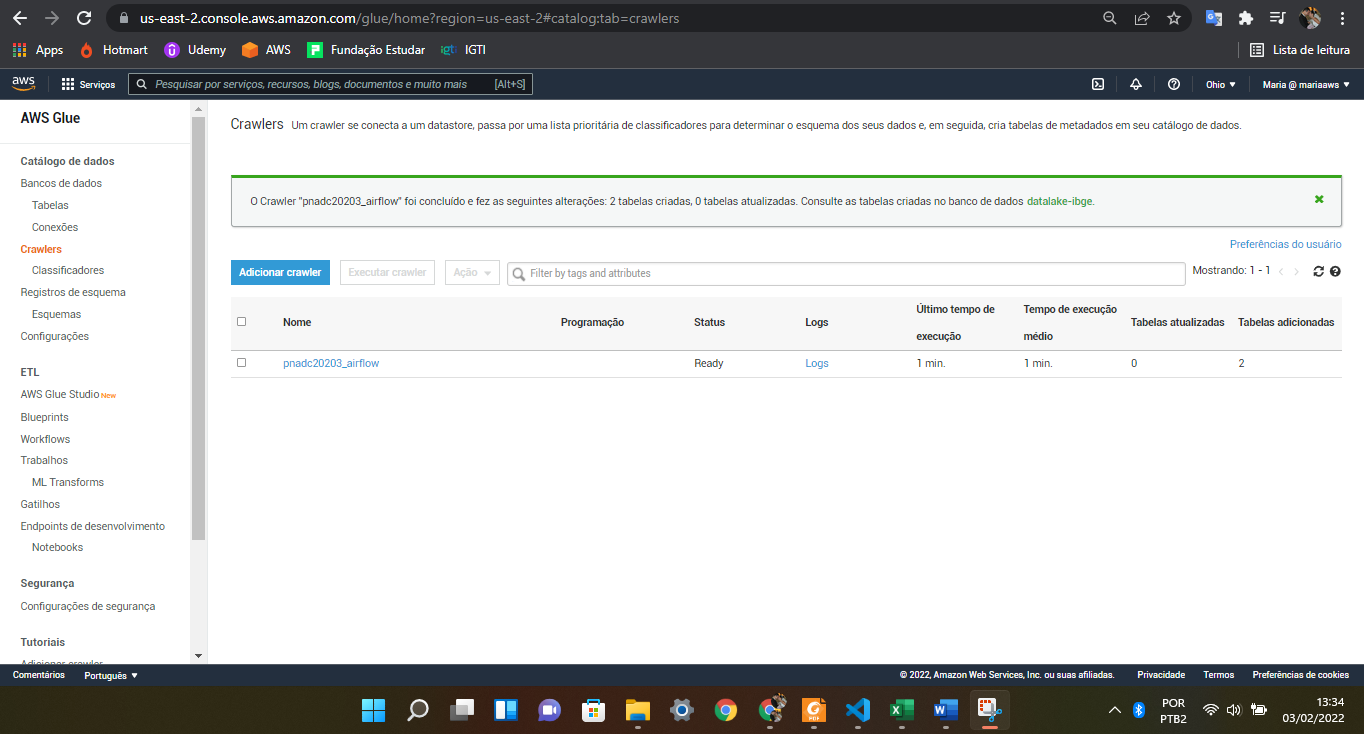 us-east-2.console.aws.amazon.com/glue/home?region=us-east-2#catalog:tab=crawlers
Apps Hotmart Udemy AWS Fundação Estudar igti IGTI Lista de leitura
aws Serviços Pesquisar por serviços, recursos, blogs, documentos e muito mais [Alt+S] Ohio ▼ Maria @ mariaaws ▼
AWS Glue
Catálogo de dados
Bancos de dados
Tabelas
Conexões
Crawlers
Classificadores
Registros de esquema
Esquemas
Configurações
ETL
AWS Glue Studio New
Blueprints
Workflows
Trabalhos
ML Transforms
Gatilhos
Endpoints de desenvolvimento
Notebooks
Segurança
Configurações de segurança
Tutoriais
Adicionar crawler
Crawlers Um crawler se conecta a um datastore, passa por uma lista prioritária de classificadores para determinar o esquema dos seus dados e, em seguida, cria tabelas de metadados em seu catálogo de dados.
O Crawler "pnadc20203_airflow" foi concluído e fez as seguintes alterações: 2 tabelas criadas, 0 tabelas atualizadas. Consulte as tabelas criadas no banco de dados datalake-ibge.
Preferências do usuário
Adicionar crawler Executar crawler Ação Filter by tags and attributes Mostrando: 1 - 1
Nome Programação Status Logs Último tempo de execução Tempo de execução médio Tabelas atualizadas Tabelas adicionadas
pnadc20203_airflow Ready Logs 1 min. 1 min. 0 2
Comentários Português ▼ © 2022, Amazon Web Services, Inc. ou suas afiliadas. Privacidade Termos Preferências de cookies
POR
PTB2
13:34
03/02/2022